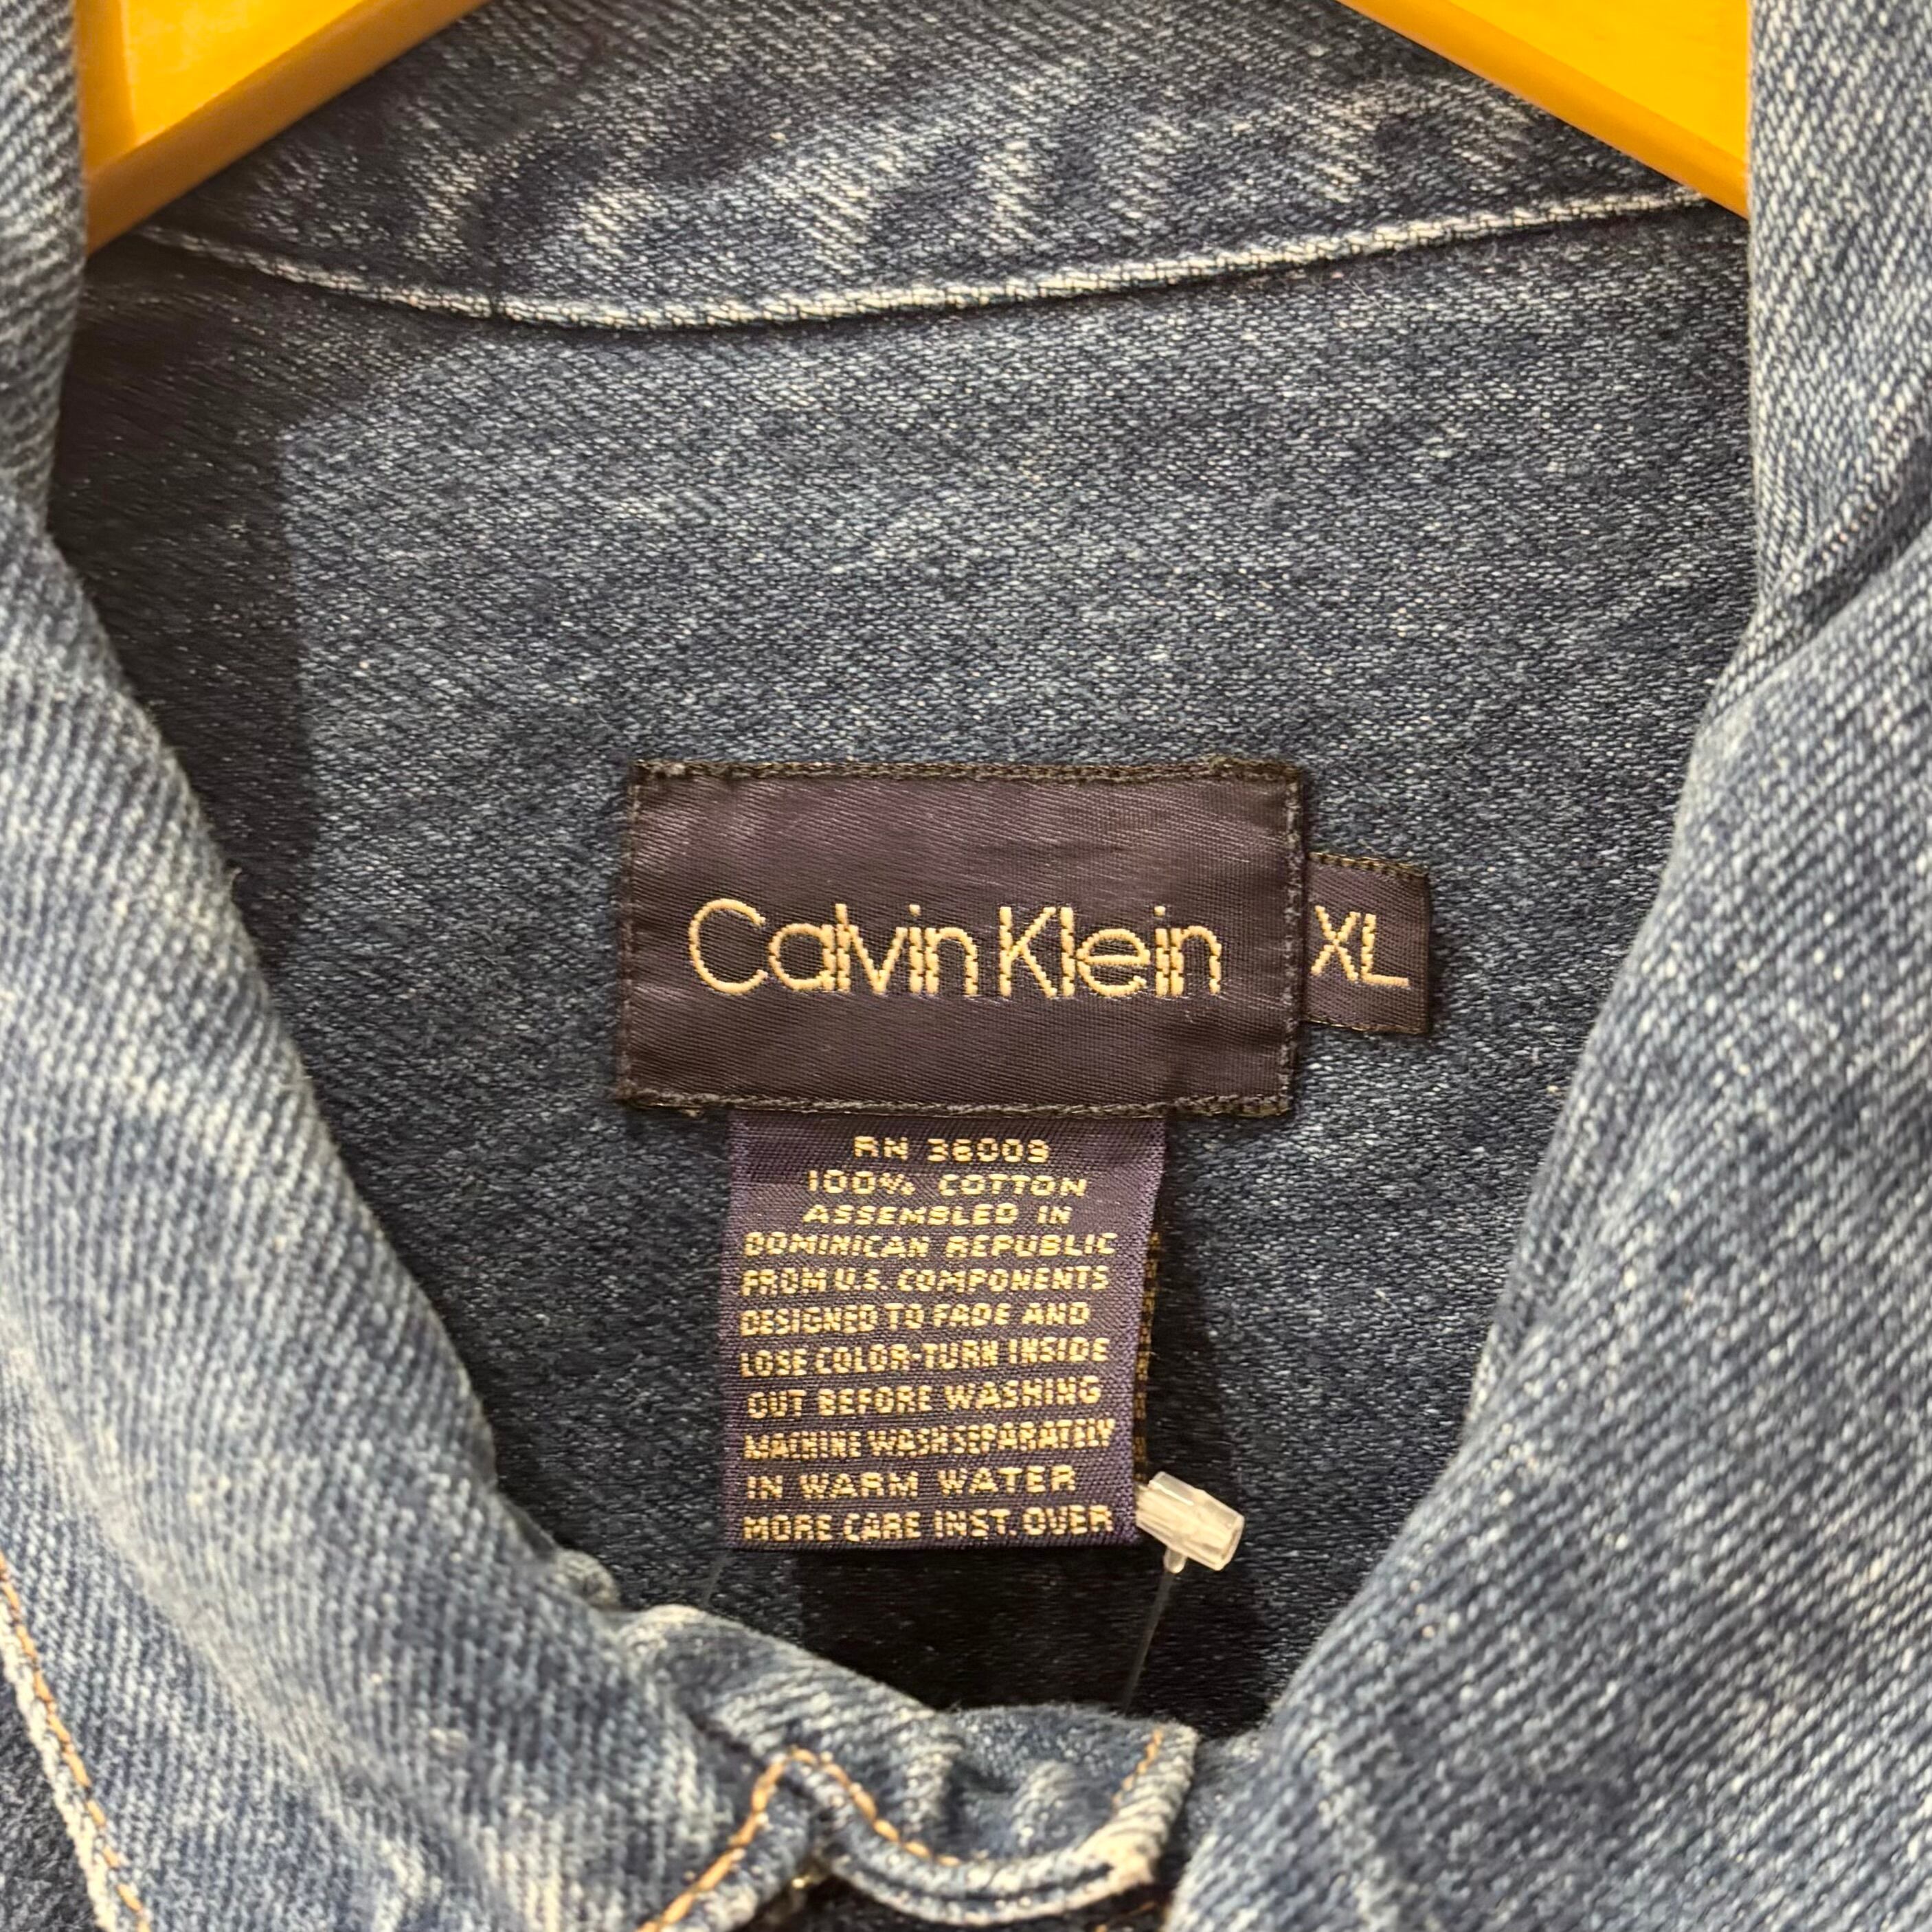 Calvin Klein
XL
RN 36009
100% COTTON
ASSEMBLED IN
DOMINICAN REPUBLIC
FROM U.S. COMPONENTS
DESIGNED TO FADE AND
LOSE COLOR-TURN INSIDE
OUT BEFORE WASHING
MACHINE WASH SEPARATELY
IN WARM WATER
MORE CARE INST. OVER